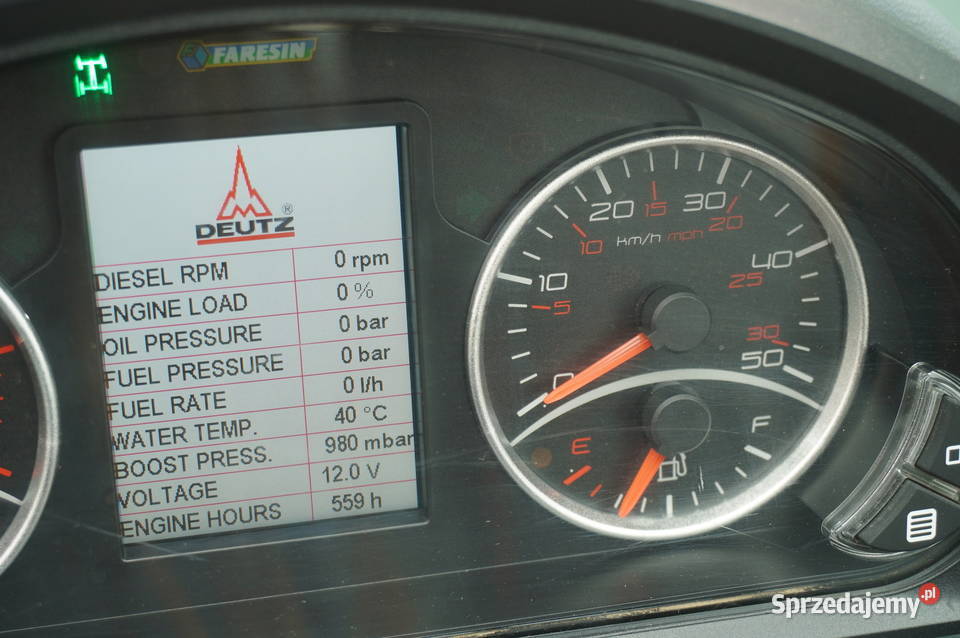 FARESIN
DEUTZ ®
DIESEL RPM 0 rpm
ENGINE LOAD 0 %
OIL PRESSURE 0 bar
FUEL PRESSURE 0 bar
FUEL RATE 0 l/h
WATER TEMP. 40 °C
BOOST PRESS. 980 mbar
VOLTAGE 12.0 V
ENGINE HOURS 559 h
0 10 20 30 40 50
5 10 15 20 25 30
km/h mph
E F
Sprzedajemy.pl